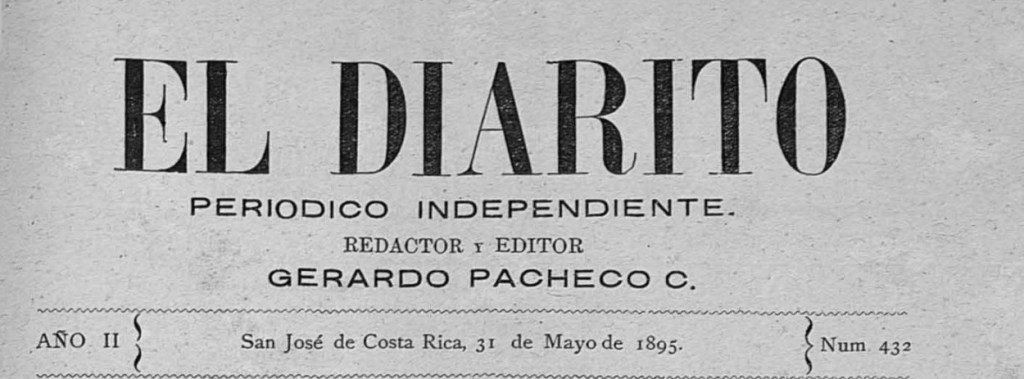 EL DIARITO
PERIODICO INDEPENDIENTE.
REDACTOR Y EDITOR
GERARDO PACHECO C.
AÑO II San José de Costa Rica, 31 de Mayo de 1895. Num. 432